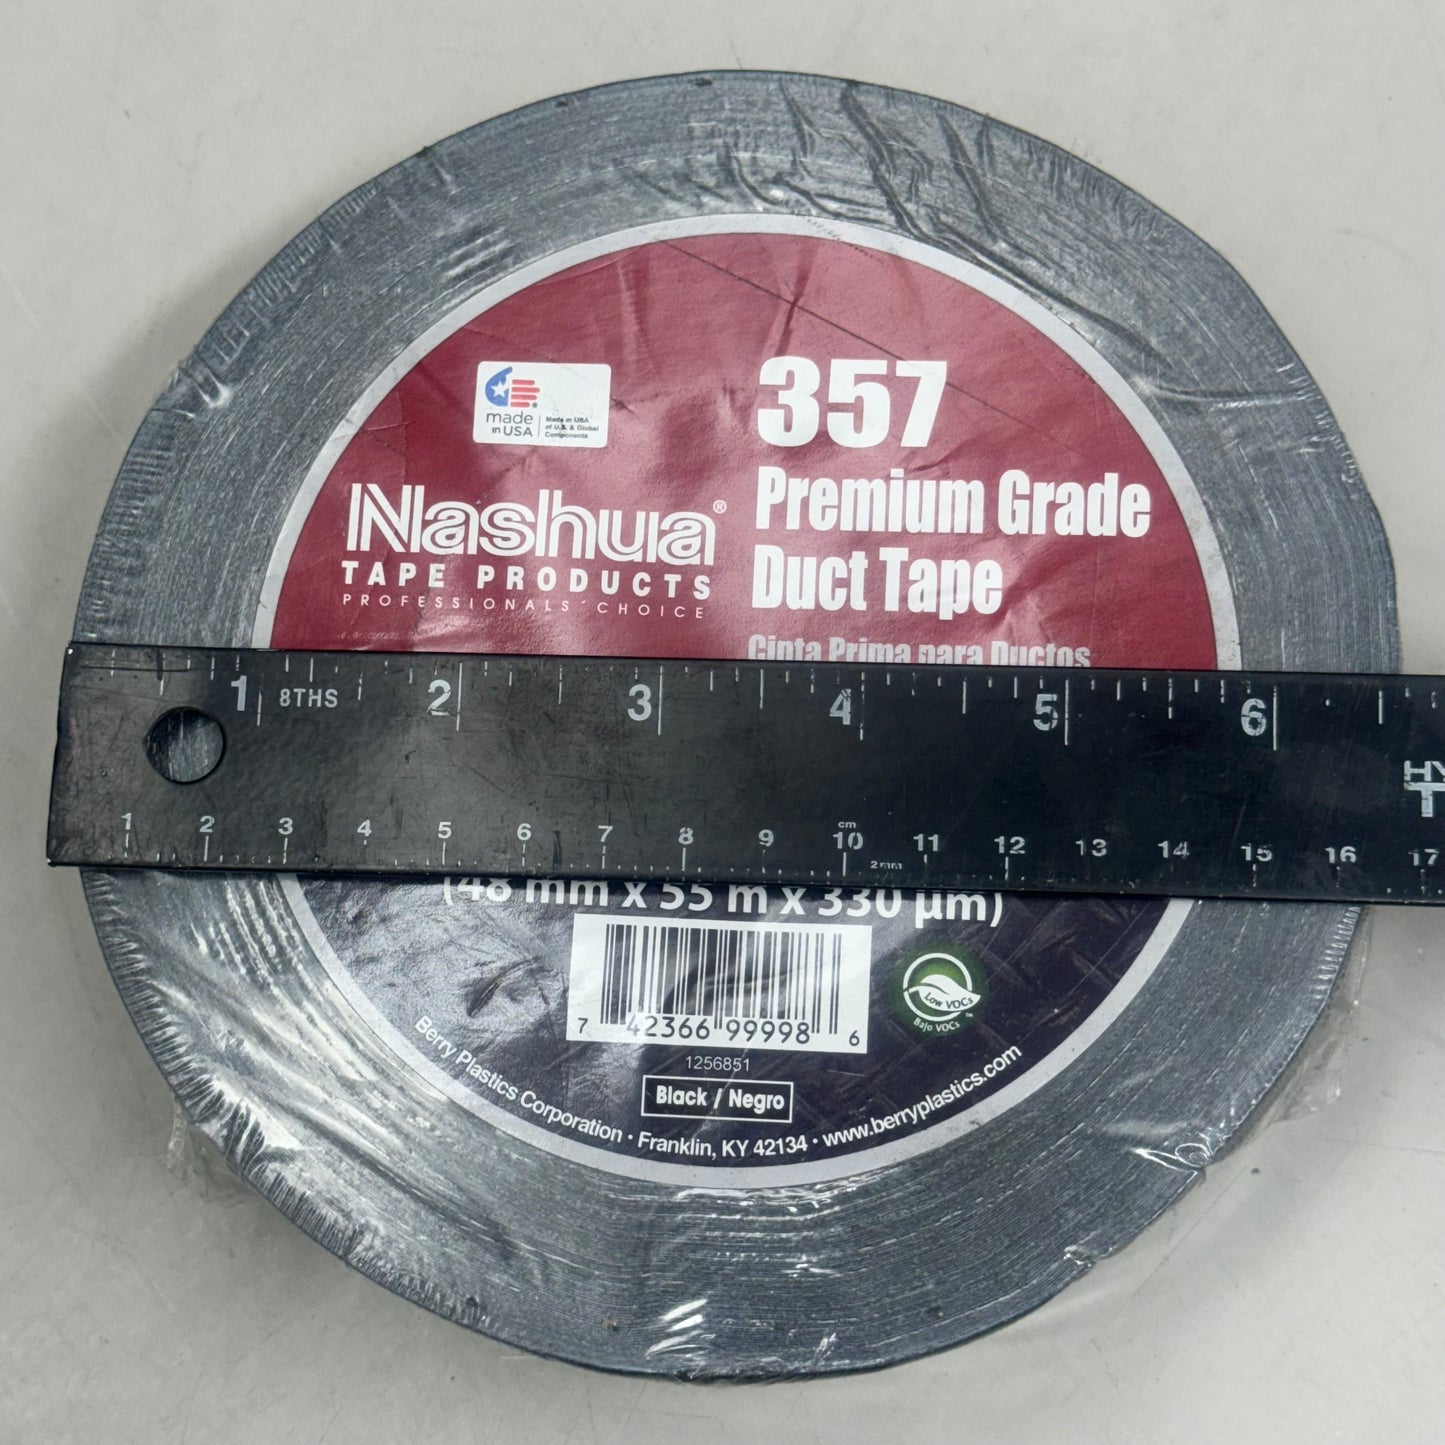 made
in USA
Made in USA
of U.S. & Global
Components
357
Premium Grade
Duct Tape
Cinta Prima para Ductos
Nashua®
TAPE PRODUCTS
PROFESSIONALS' CHOICE
1 8THS 2 3 4 5 6
HY
T
1 2 3 4 5 6 7 8 9 10 11 12 13 14 15 16 17
cm
2mm
(48 mm x 55 m x 330 µm)
7 42366 99998 6
1256851
Black / Negro
Low VOCs
Bajo VOCs ™
Berry Plastics Corporation • Franklin, KY 42134 • www.berryplastics.com